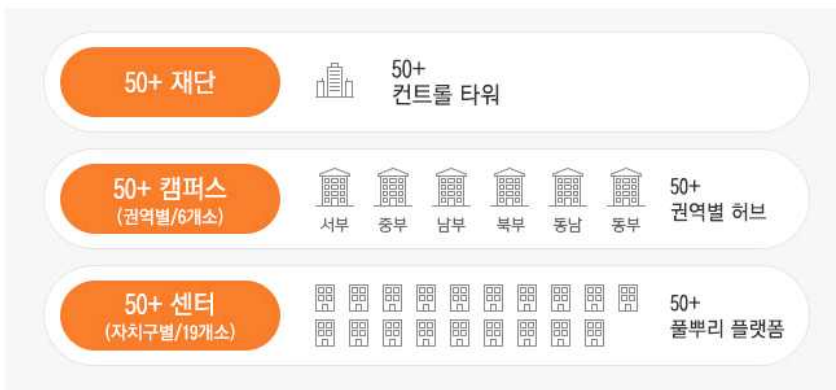 50+ 재단
50+
컨트롤 타워
50+ 캠퍼스
(권역별/6개소)
서부 중부 남부 북부 동남 동부
50+
권역별 허브
50+ 센터
(자치구별/19개소)
50+
풀뿌리 플랫폼